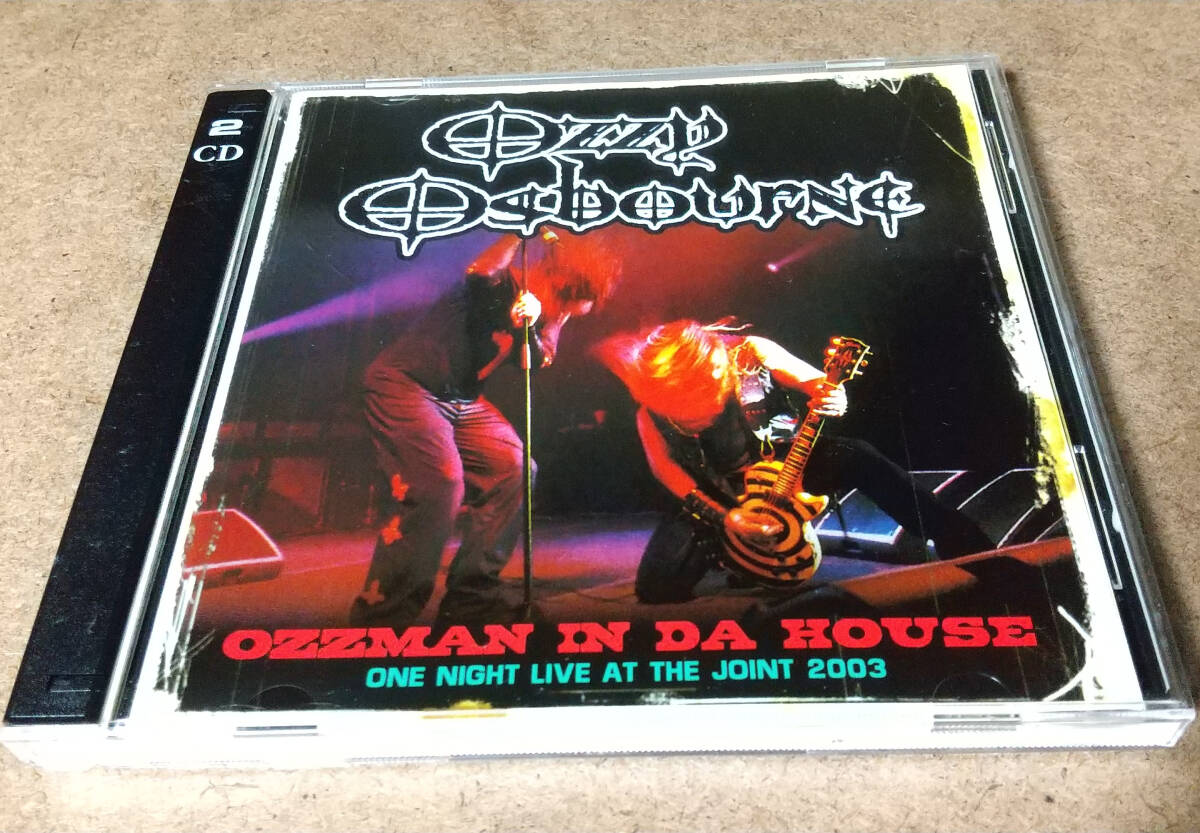 2
CD
Ozzy
Osbourne
OZZMAN IN DA HOUSE
ONE NIGHT LIVE AT THE JOINT 2003